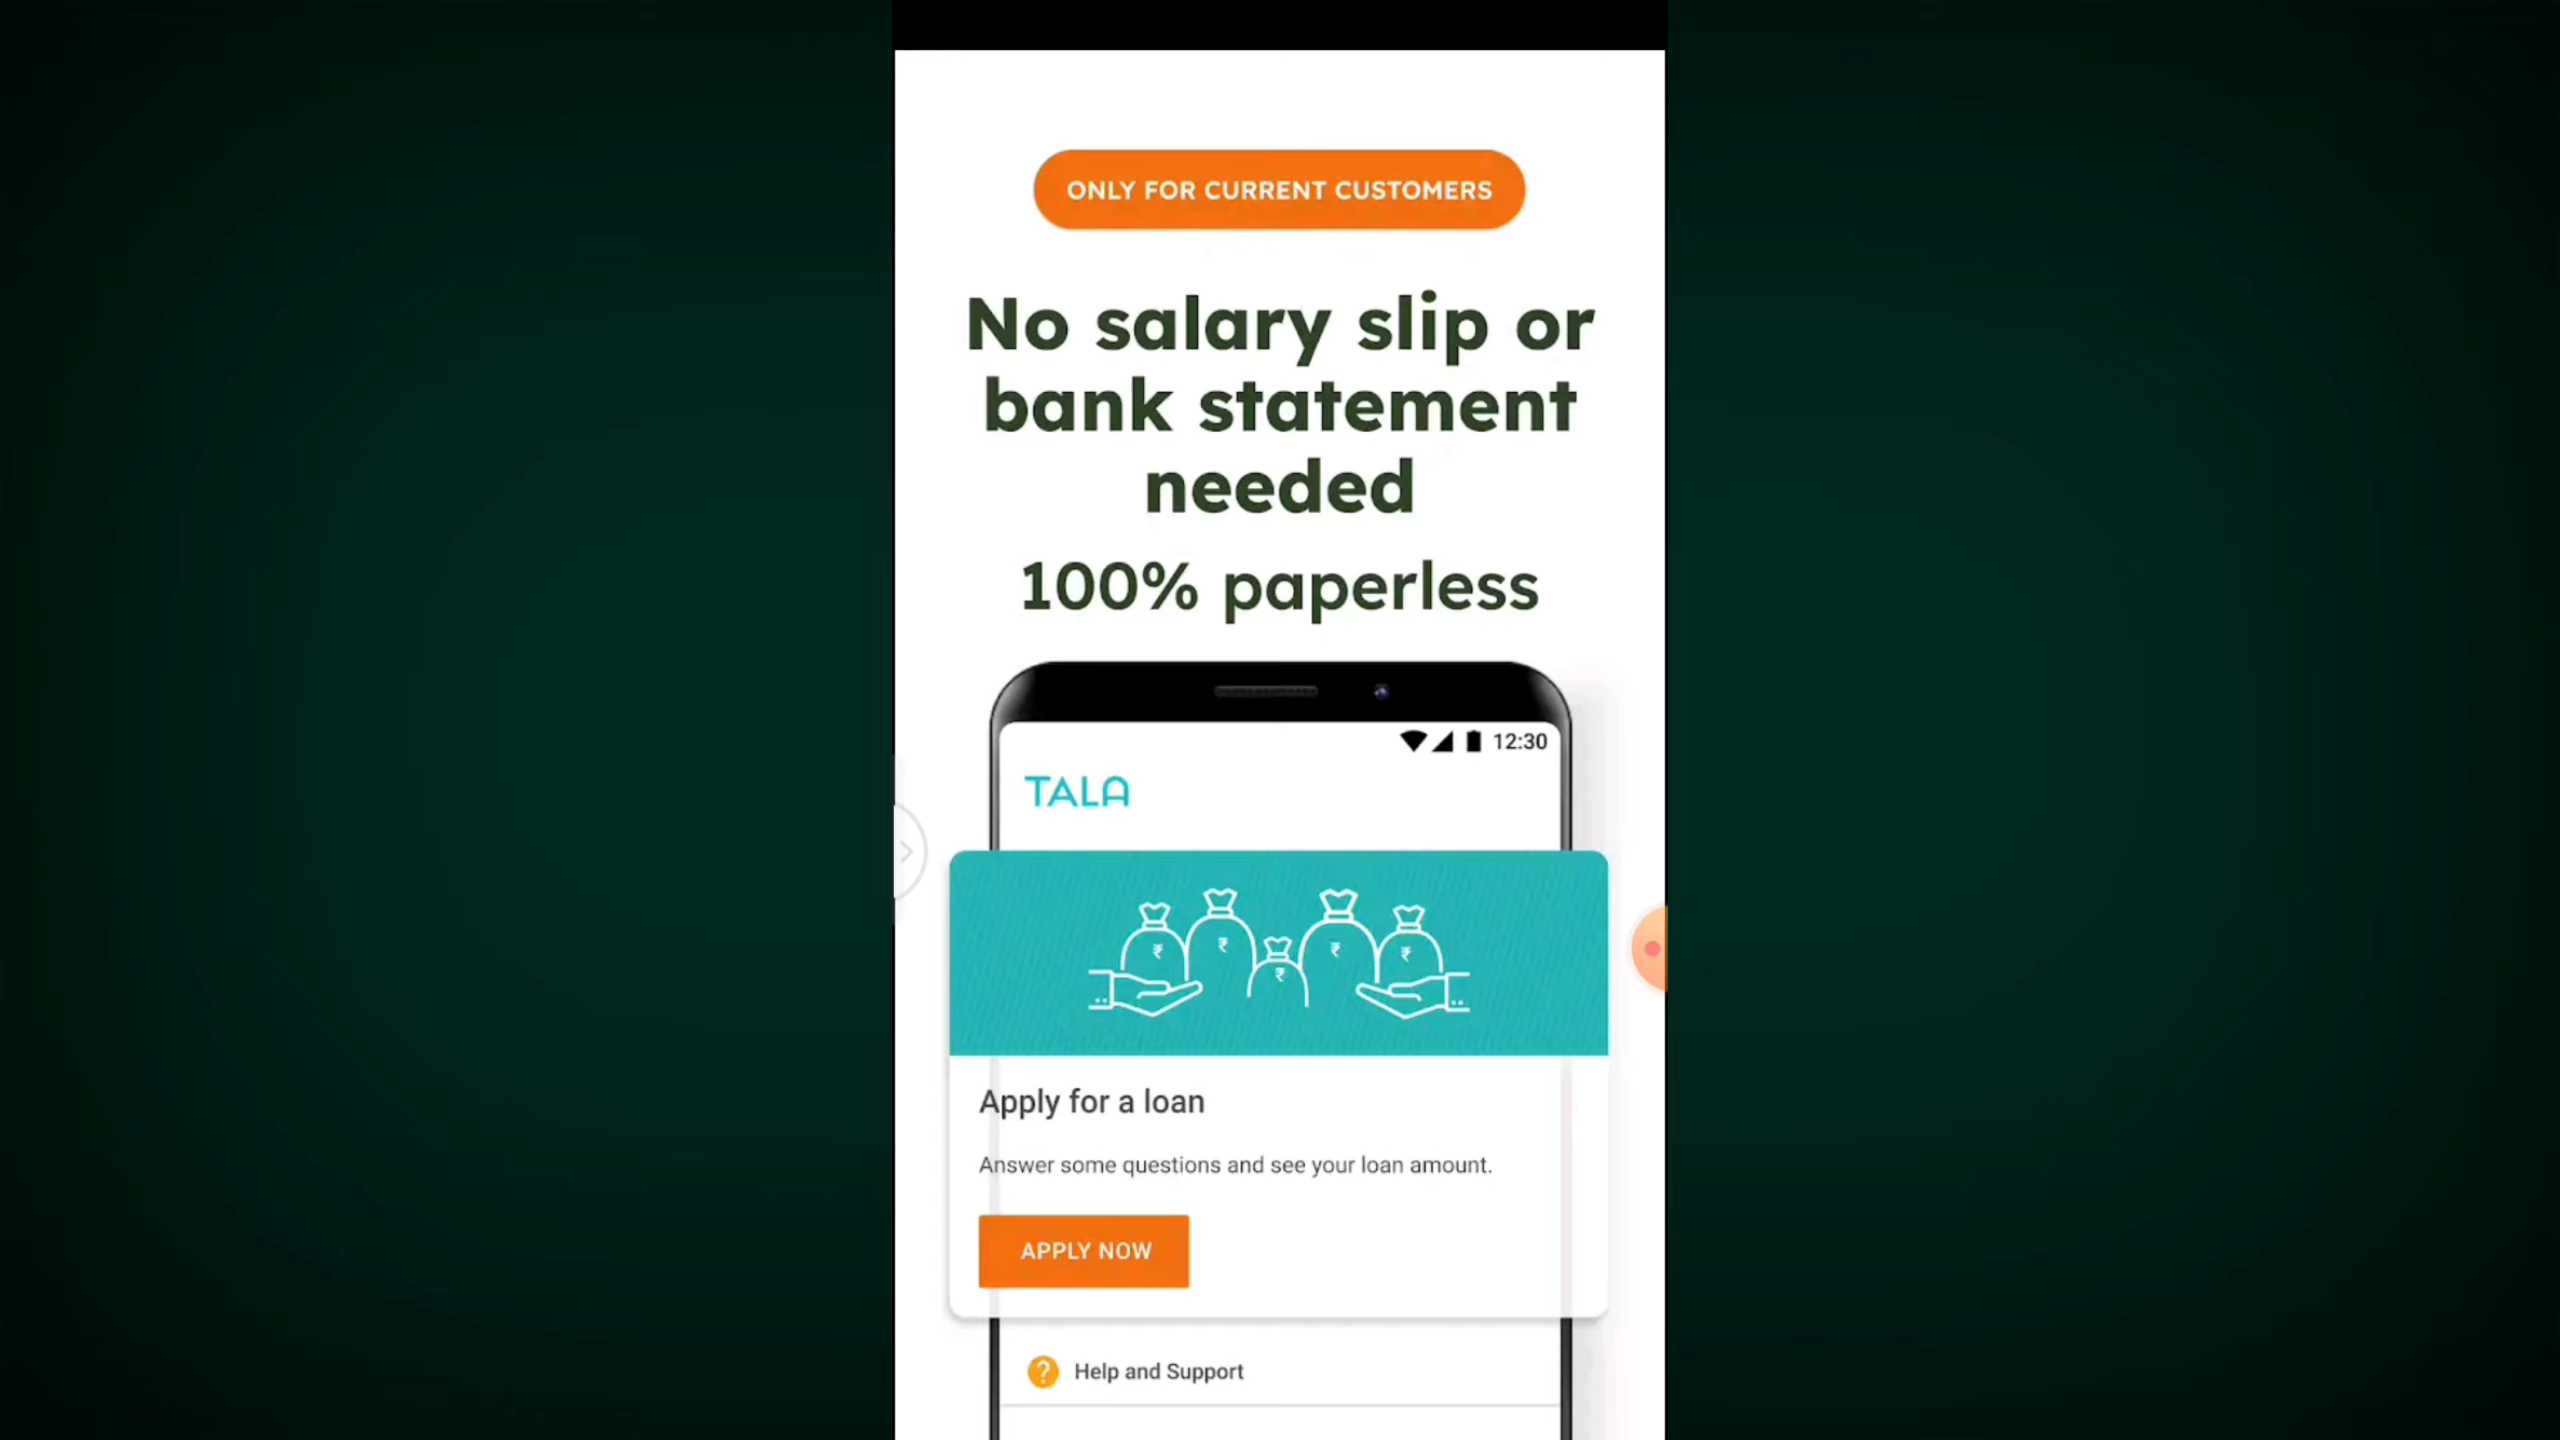 ONLY FOR CURRENT CUSTOMERS
No salary slip or
bank statement
needed
100% paperless
12:30
TALA
₹ ₹ ₹ ₹ ₹
Apply for a loan
Answer some questions and see your loan amount.
APPLY NOW
? Help and Support